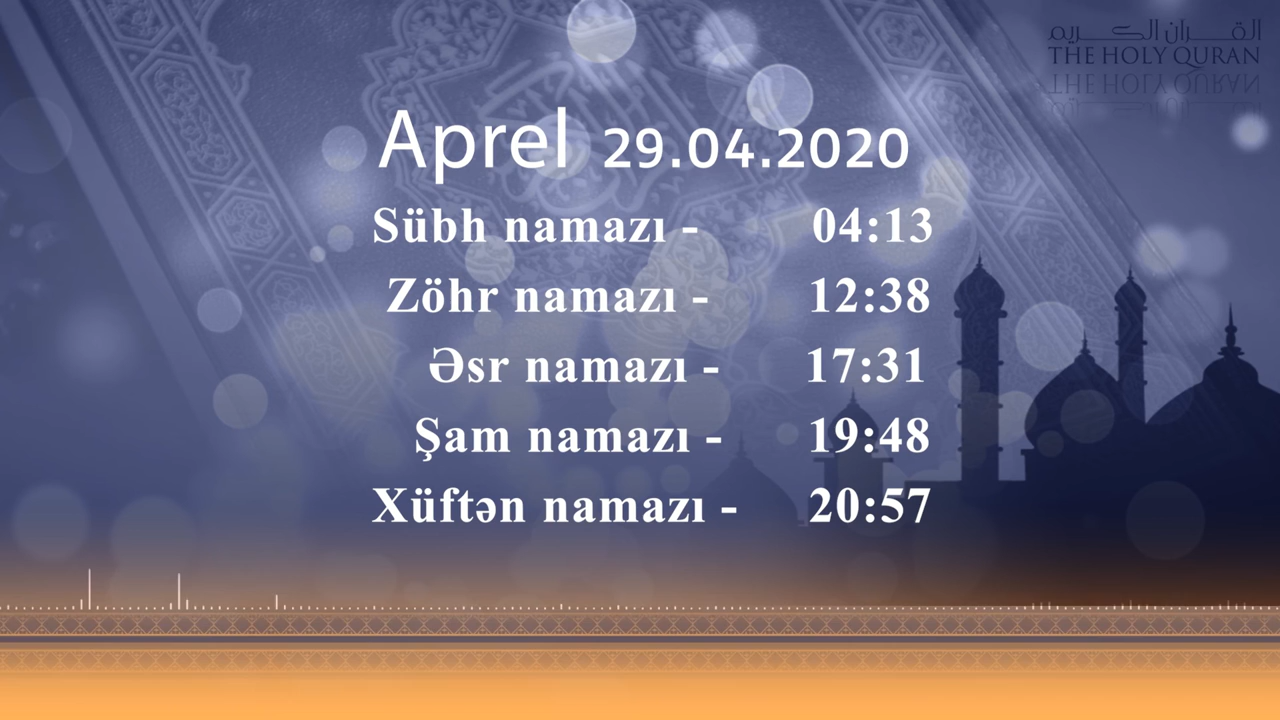 القرآن الكريم
THE HOLY QURAN
Aprel 29.04.2020
Sübh namazı - 04:13
Zöhr namazı - 12:38
Əsr namazı - 17:31
Şam namazı - 19:48
Xüftən namazı - 20:57